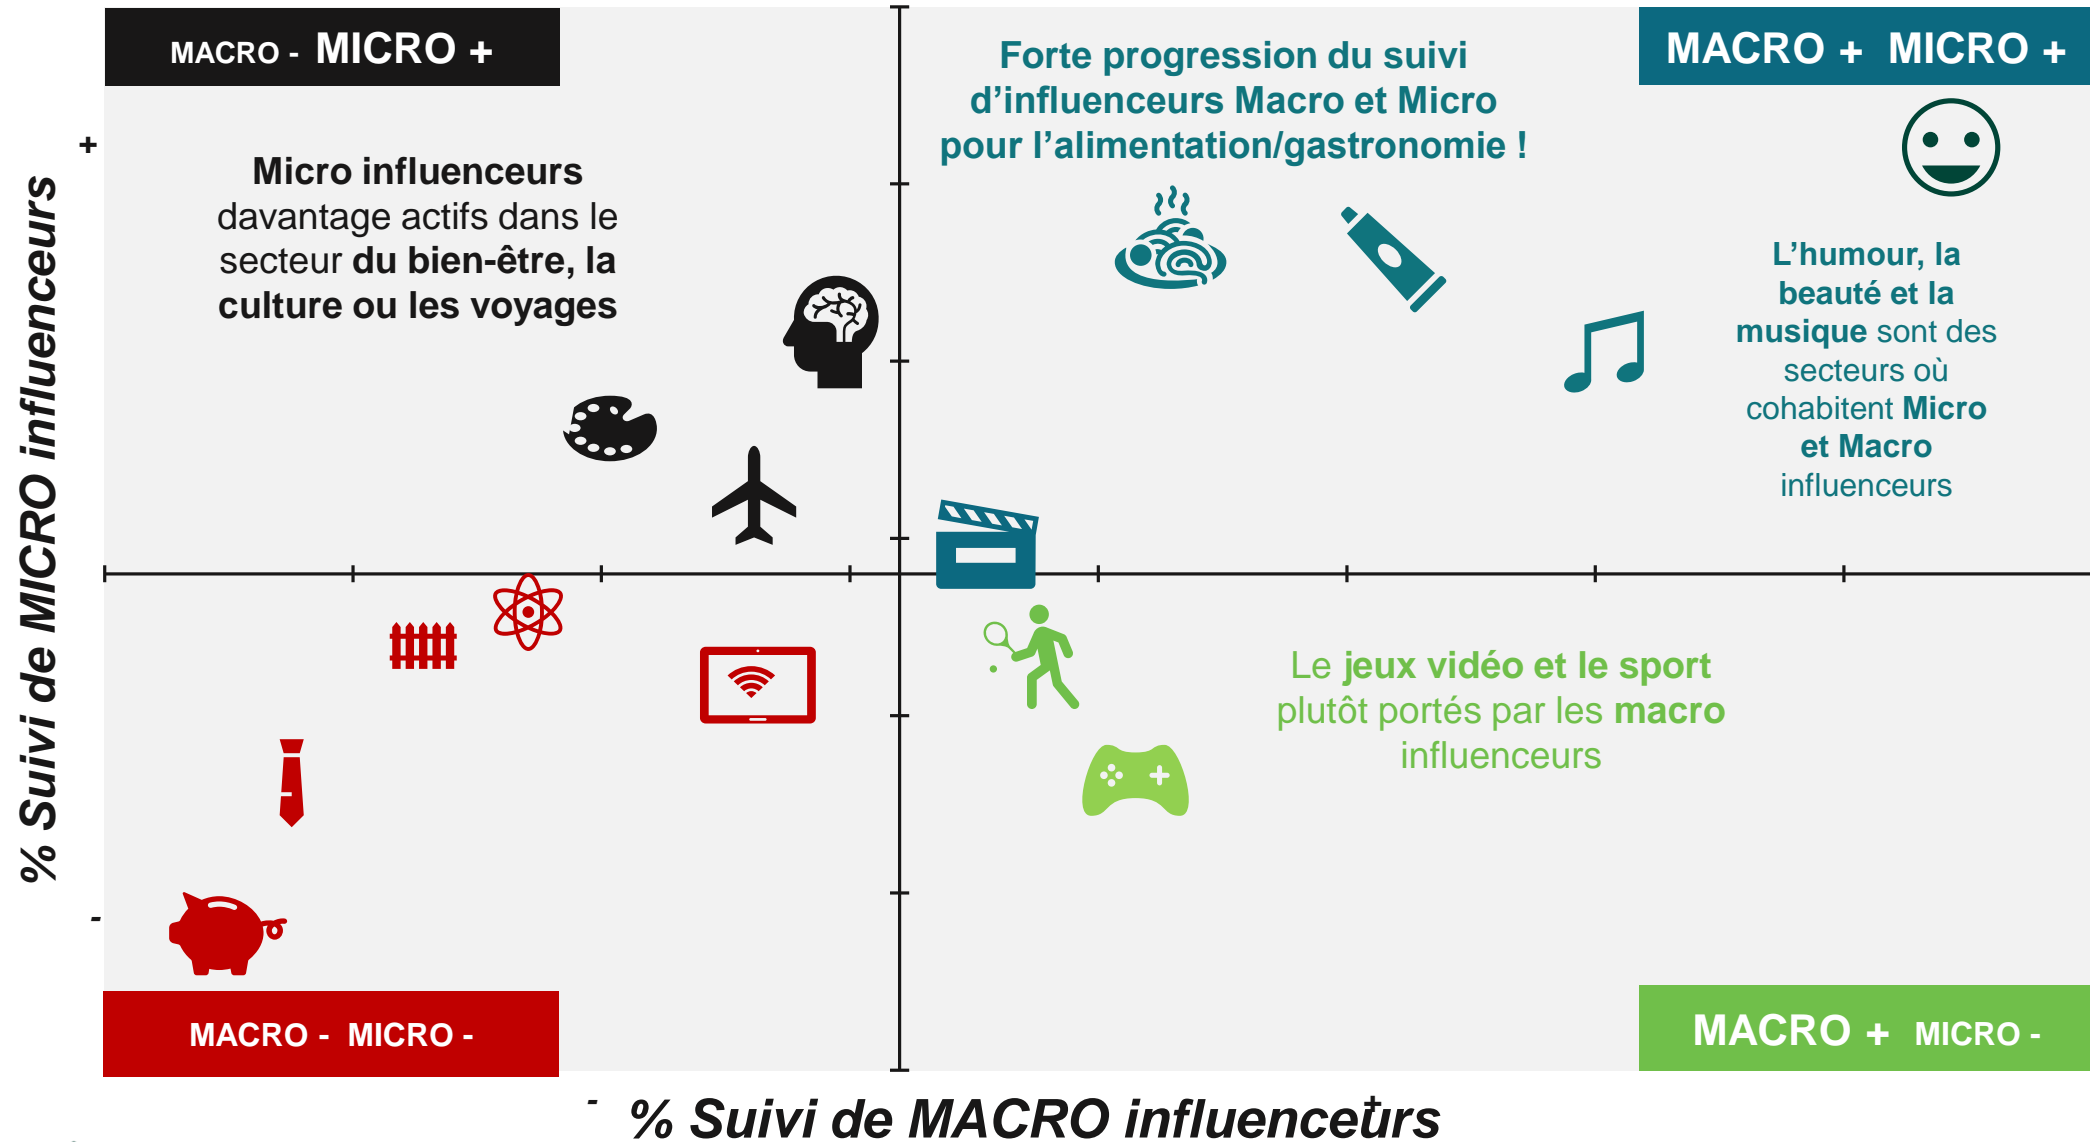 MACRO - MICRO +
MACRO + MICRO +
Forte progression du suivi
d’influenceurs Macro et Micro
pour l’alimentation/gastronomie !
+
Micro influenceurs
davantage actifs dans le
secteur du bien-être, la
culture ou les voyages
L’humour, la
beauté et la
musique sont des
secteurs où
cohabitent Micro
et Macro
influenceurs
% Suivi de MICRO influenceurs
Le jeux vidéo et le sport
plutôt portés par les macro
influenceurs
-
MACRO - MICRO -
MACRO + MICRO -
-
+
% Suivi de MACRO influenceurs